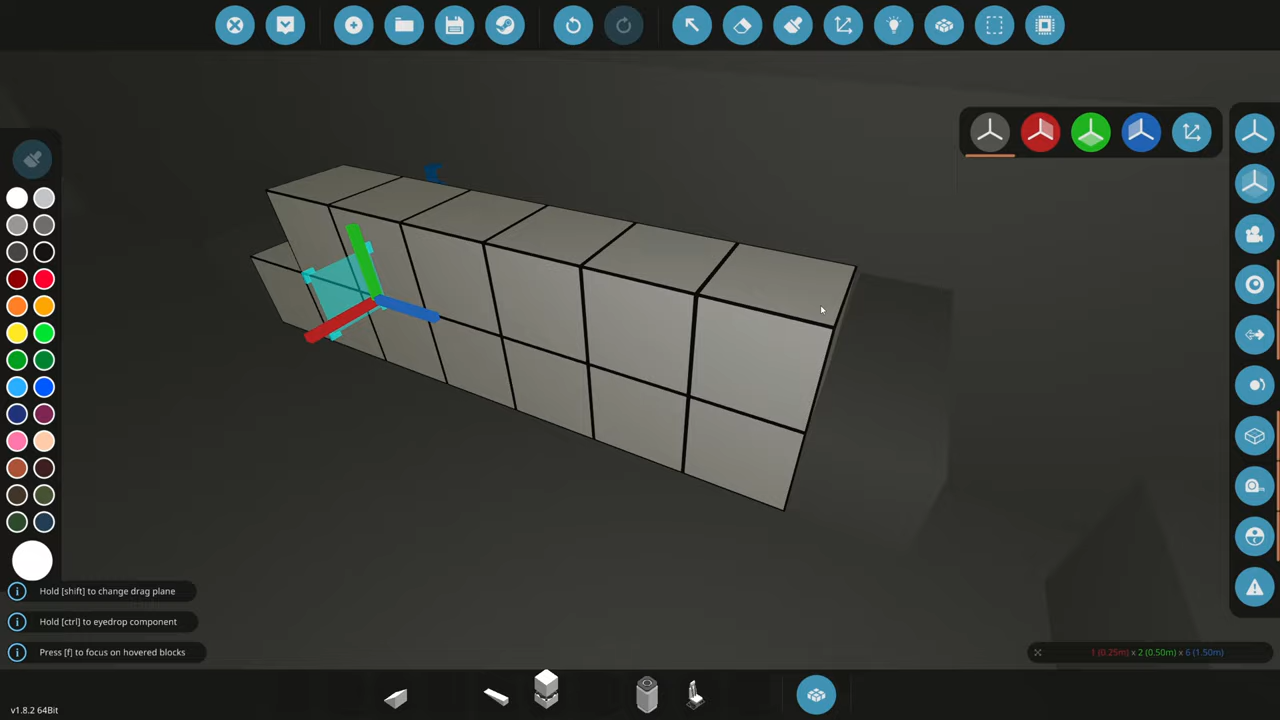 Hold [shift] to change drag plane
Hold [ctrl] to eyedrop component
Press [f] to focus on hovered blocks
1 (0.25m) x 2 (0.50m) x 6 (1.50m)
v1.8.2 64Bit